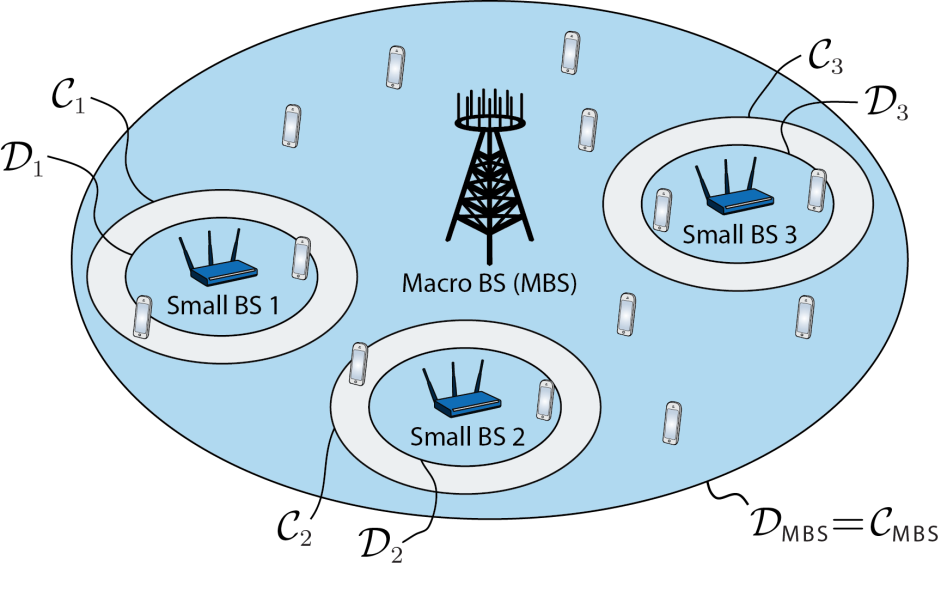 𝒞₃
𝒞₁
𝒟₃
𝒟₁
Small BS 3
Macro BS (MBS)
Small BS 1
Small BS 2
𝒞₂
𝒟₂
𝒟MBS=𝒞MBS